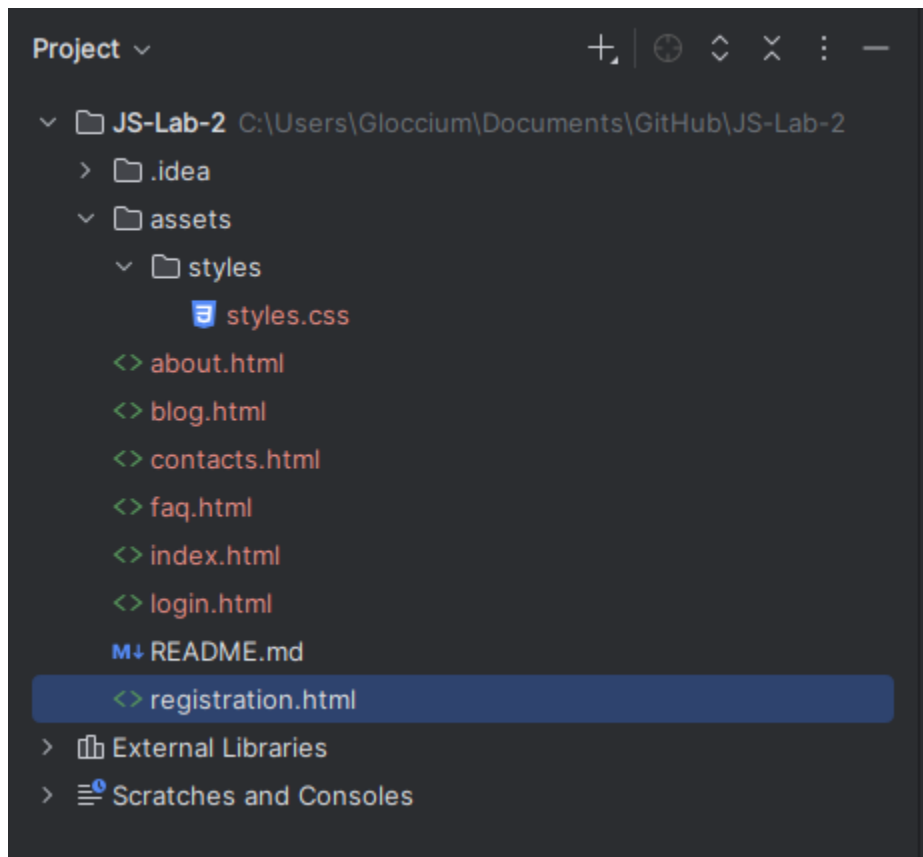 Project
JS-Lab-2 C:\Users\Gloccium\Documents\GitHub\JS-Lab-2
.idea
assets
styles
styles.css
<> about.html
<> blog.html
<> contacts.html
<> faq.html
<> index.html
<> login.html
M↓ README.md
<> registration.html
External Libraries
Scratches and Consoles